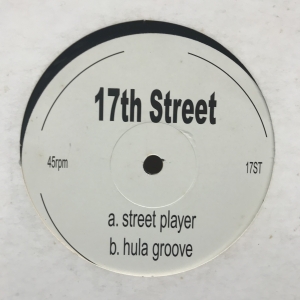 17th Street
45rpm
17ST
a. street player
b. hula groove